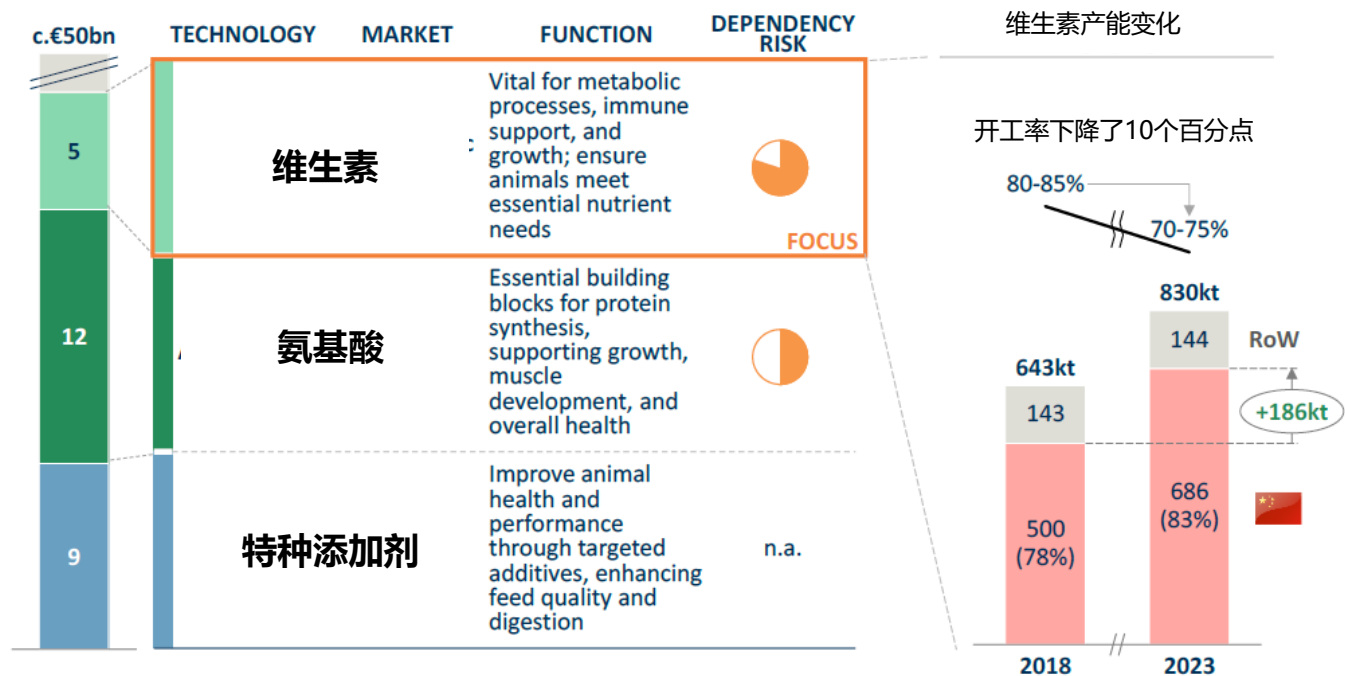 c.€50bn
TECHNOLOGY
MARKET
FUNCTION
DEPENDENCY
RISK
5
12
9
维生素
Vital for metabolic
processes, immune
support, and
growth; ensure
animals meet
essential nutrient
needs
FOCUS
氨基酸
Essential building
blocks for protein
synthesis,
supporting growth,
muscle
development, and
overall health
特种添加剂
Improve animal
health and
performance
through targeted
additives, enhancing
feed quality and
digestion
n.a.
维生素产能变化
开工率下降了10个百分点
80-85%
70-75%
830kt
144
RoW
643kt
143
+186kt
686
(83%)
500
(78%)
2018
2023